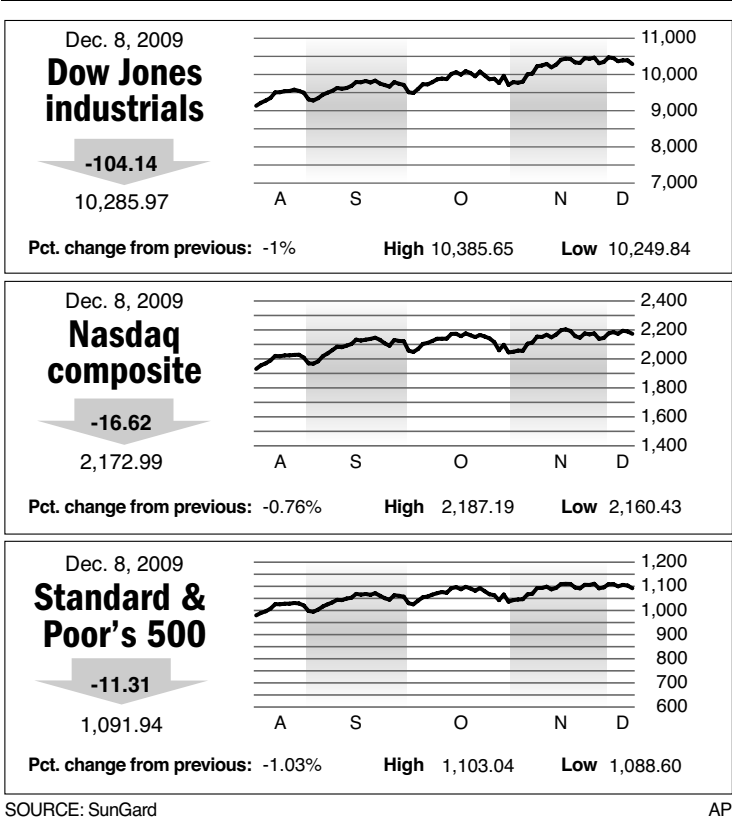 Dec. 8, 2009
Dow Jones
industrials
-104.14
10,285.97
11,000
10,000
9,000
8,000
7,000
A S O N D
Pct. change from previous: -1% High 10,385.65 Low 10,249.84
Dec. 8, 2009
Nasdaq
composite
-16.62
2,172.99
2,400
2,200
2,000
1,800
1,600
1,400
A S O N D
Pct. change from previous: -0.76% High 2,187.19 Low 2,160.43
Dec. 8, 2009
Standard &
Poor's 500
-11.31
1,091.94
1,200
1,100
1,000
900
800
700
600
A S O N D
Pct. change from previous: -1.03% High 1,103.04 Low 1,088.60
SOURCE: SunGard AP